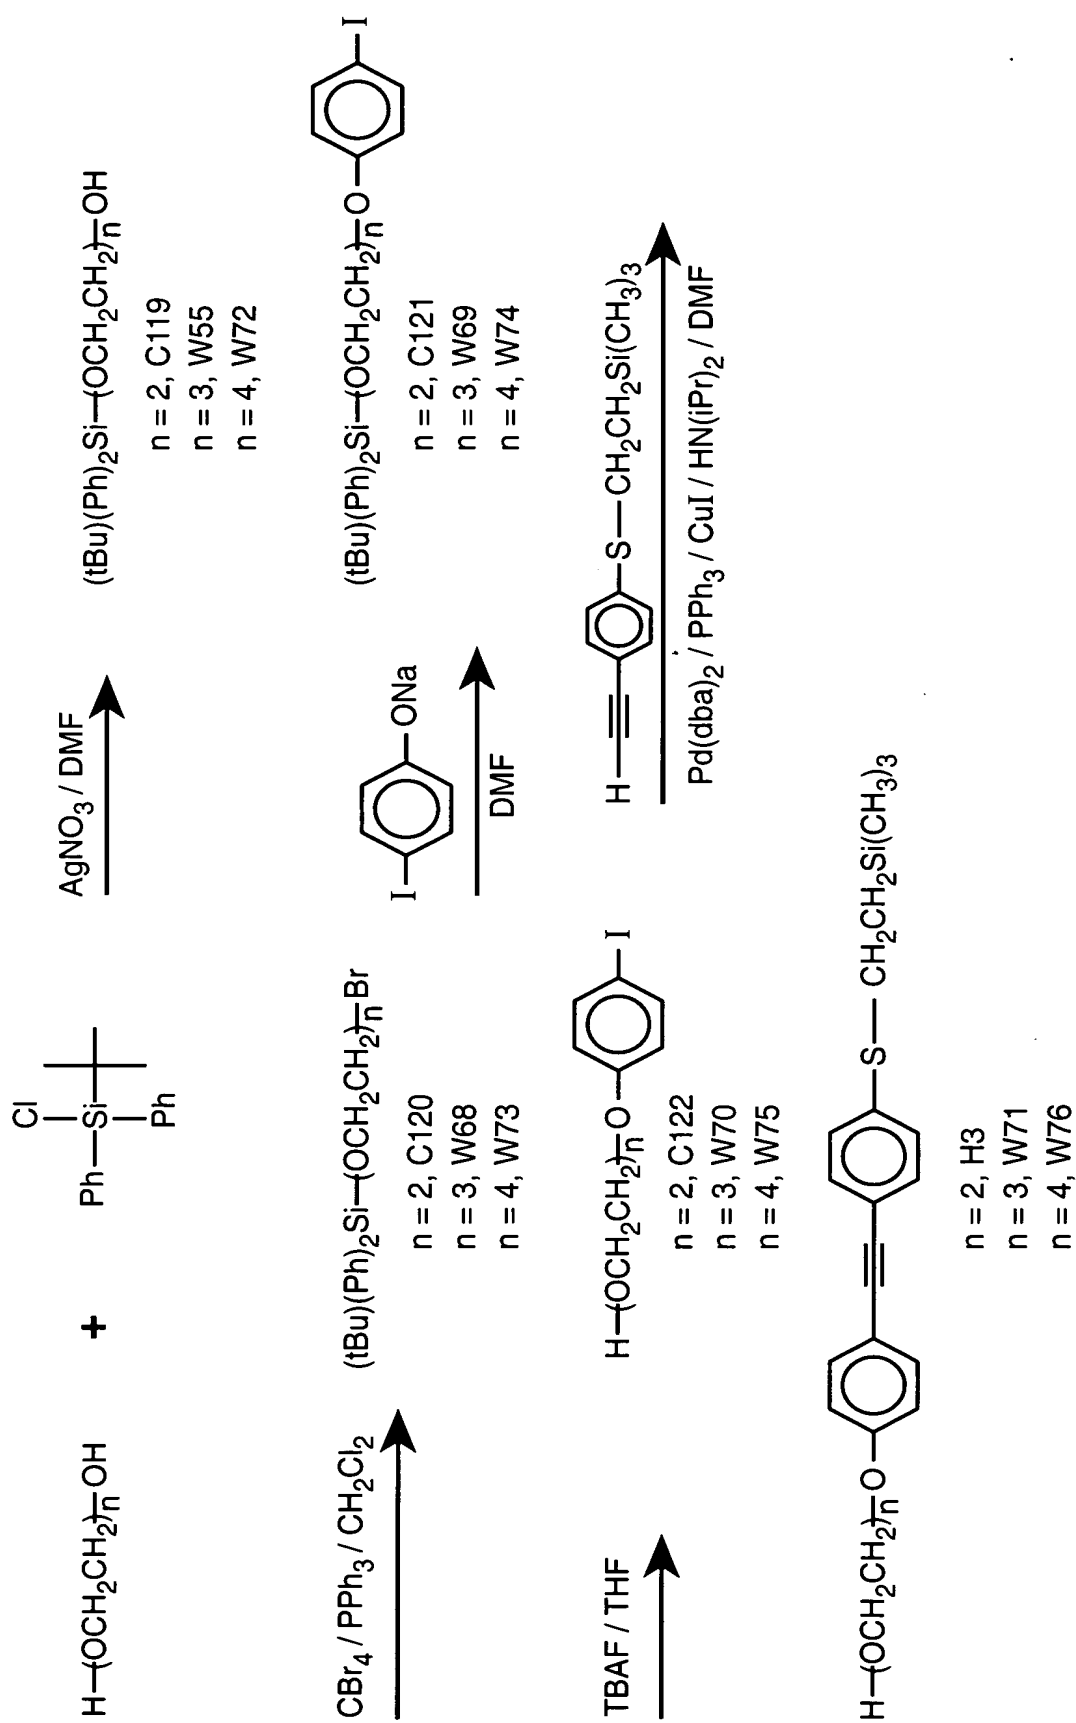 H–(OCH2CH2)n–OH + Ph–Si Cl Ph AgNO3 / DMF (tBu)(Ph)2Si–(OCH2CH2)n–OH
n = 2, C119
n = 3, W55
n = 4, W72
CBr4 / PPh3 / CH2Cl2 (tBu)(Ph)2Si–(OCH2CH2)n–Br I ONa DMF (tBu)(Ph)2Si–(OCH2CH2)n–O I
n = 2, C120
n = 3, W68
n = 4, W73
n = 2, C121
n = 3, W69
n = 4, W74
TBAF / THF H–(OCH2CH2)n–O I H S–CH2CH2Si(CH3)3
Pd(dba)2 / PPh3 / CuI / HN(iPr)2 / DMF
n = 2, C122
n = 3, W70
n = 4, W75
H–(OCH2CH2)n–O S–CH2CH2Si(CH3)3
n = 2, H3
n = 3, W71
n = 4, W76